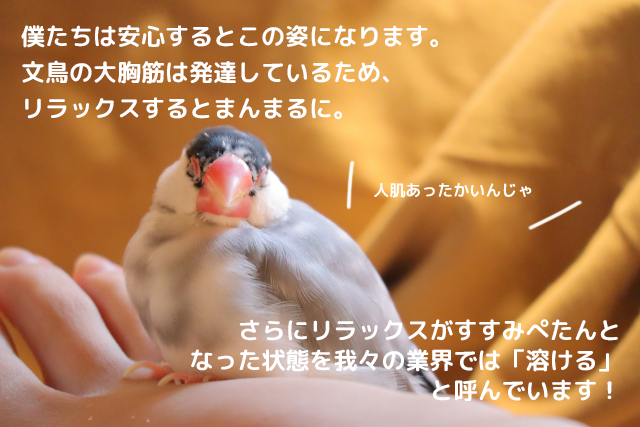 僕たちは安心するとこの姿になります。
文鳥の大胸筋は発達しているため、
リラックスするとまんまるに。
人肌あったかいんじゃ
さらにリラックスがすすみぺたんと
なった状態を我々の業界では「溶ける」
と呼んでいます！